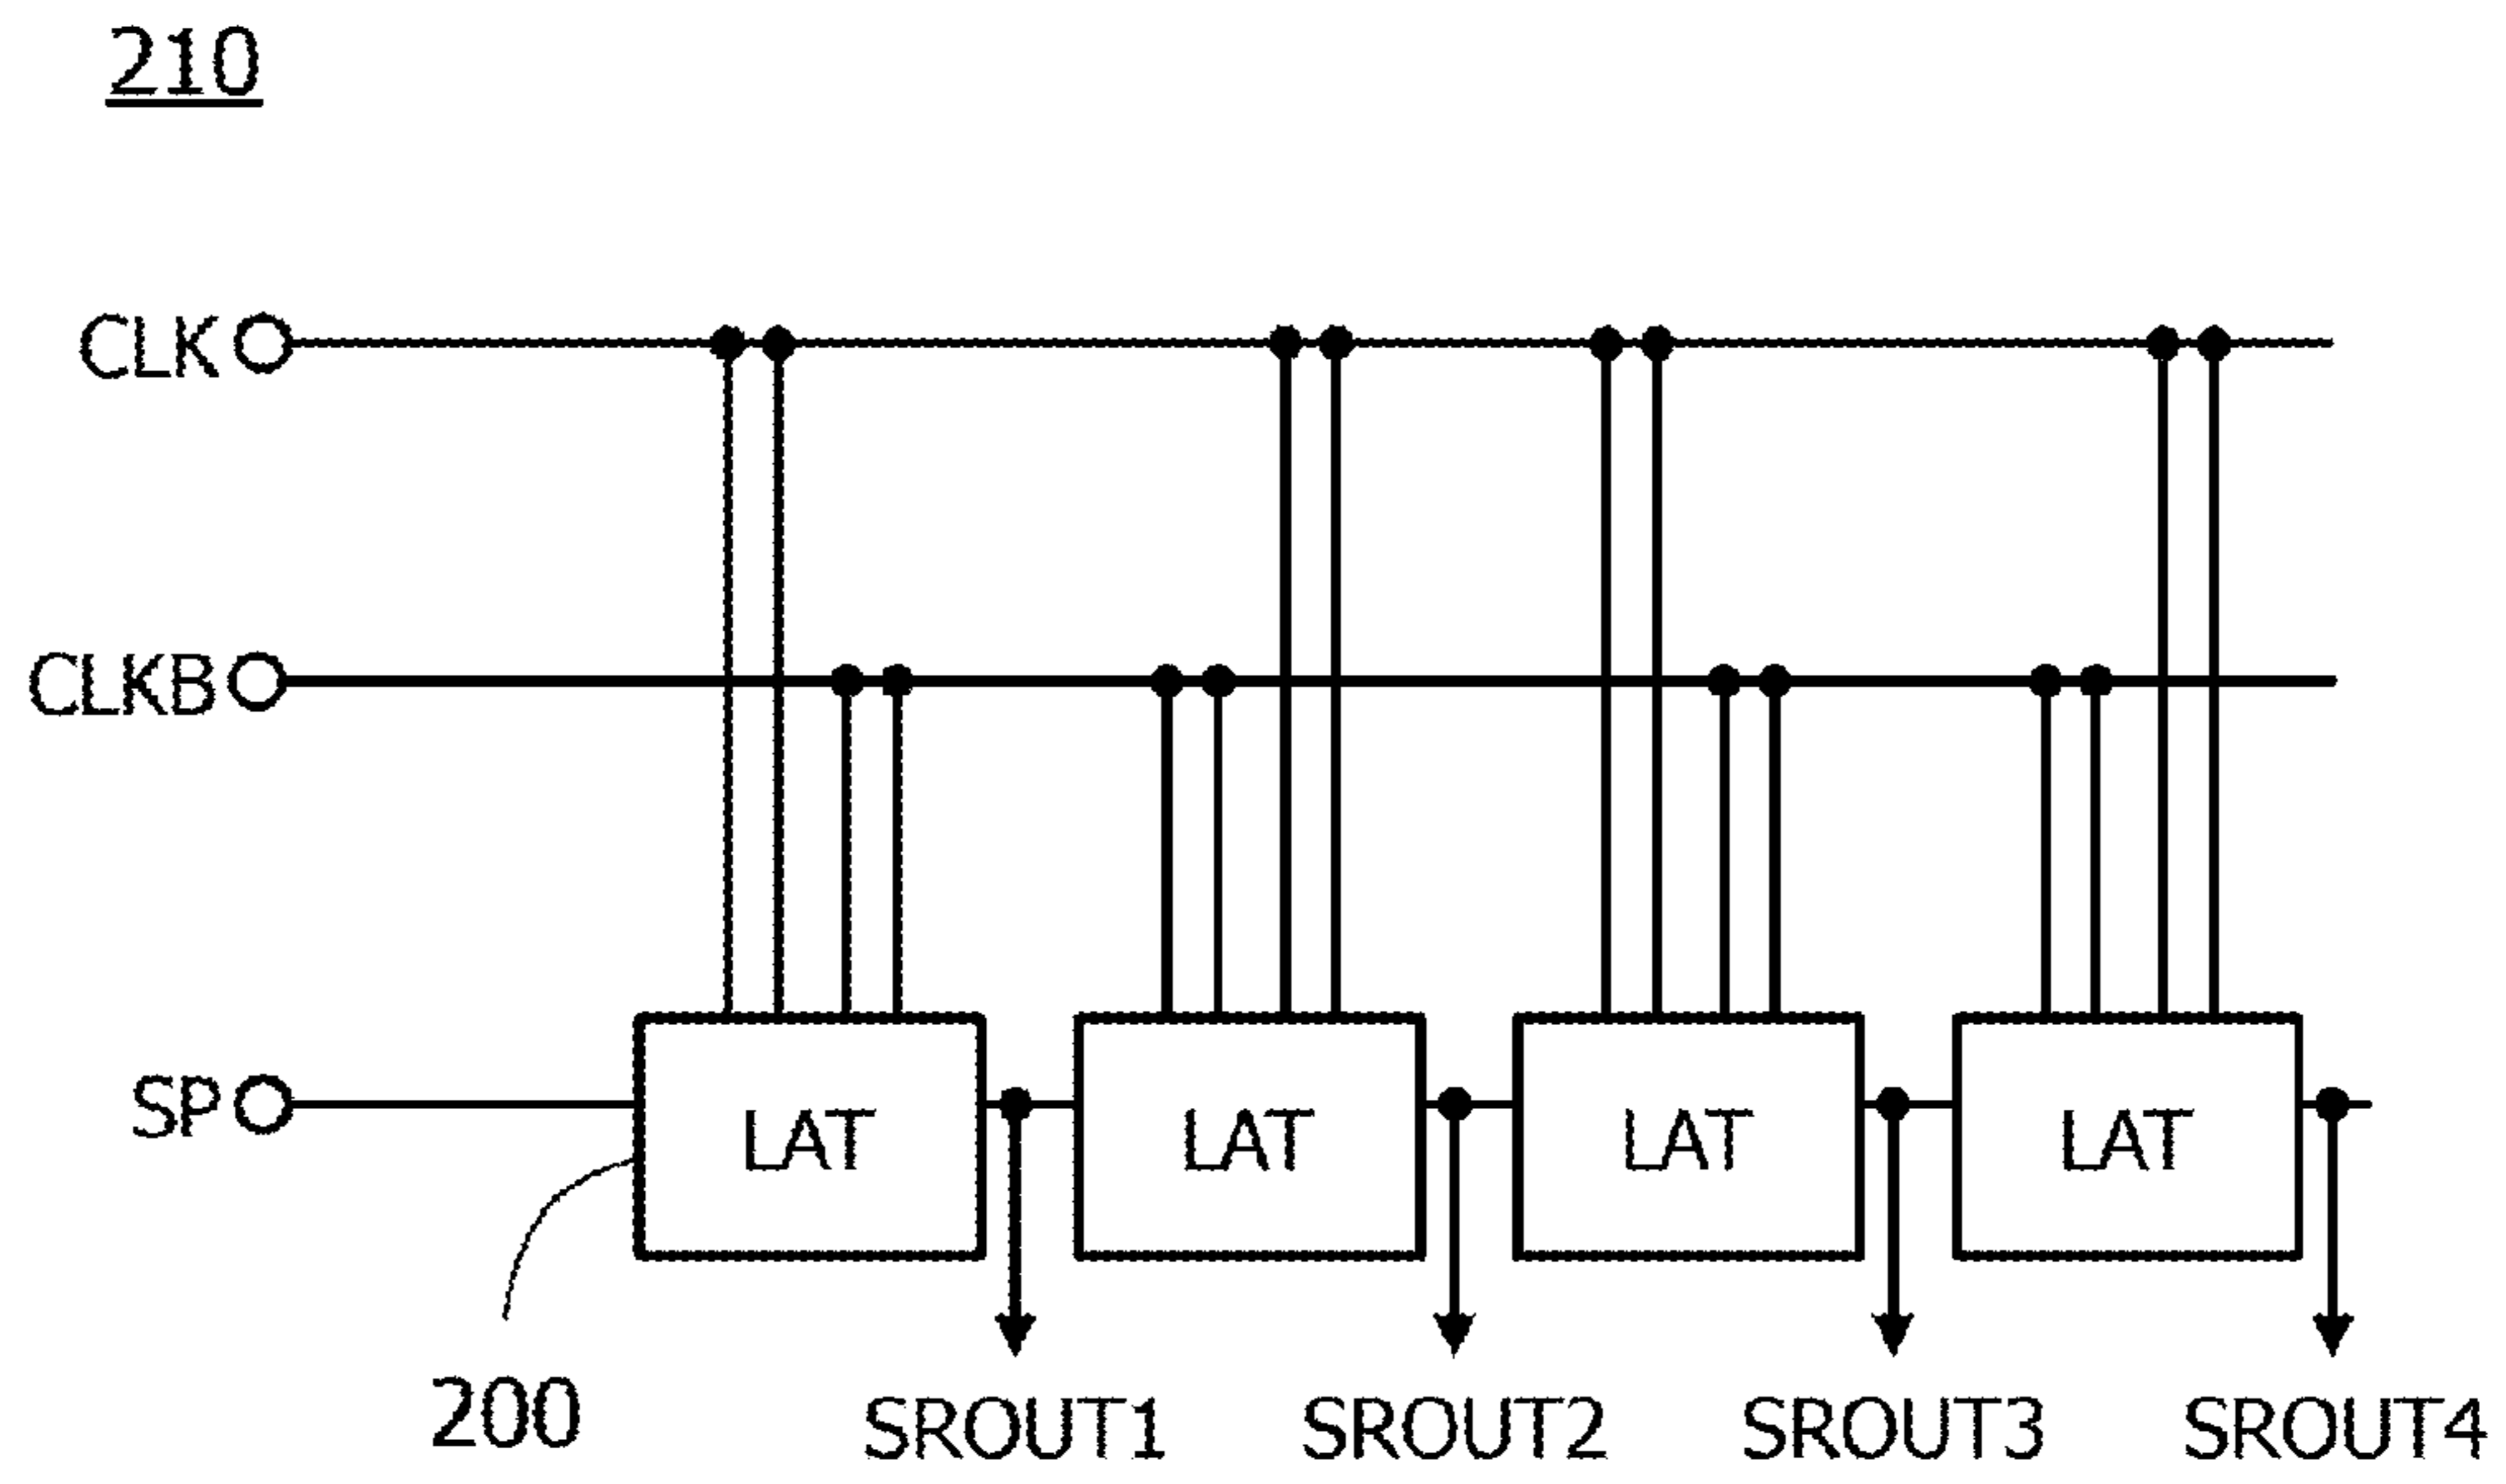 210
CLK
CLKB
SP
LAT LAT LAT LAT
200
SROUT1 SROUT2 SROUT3 SROUT4